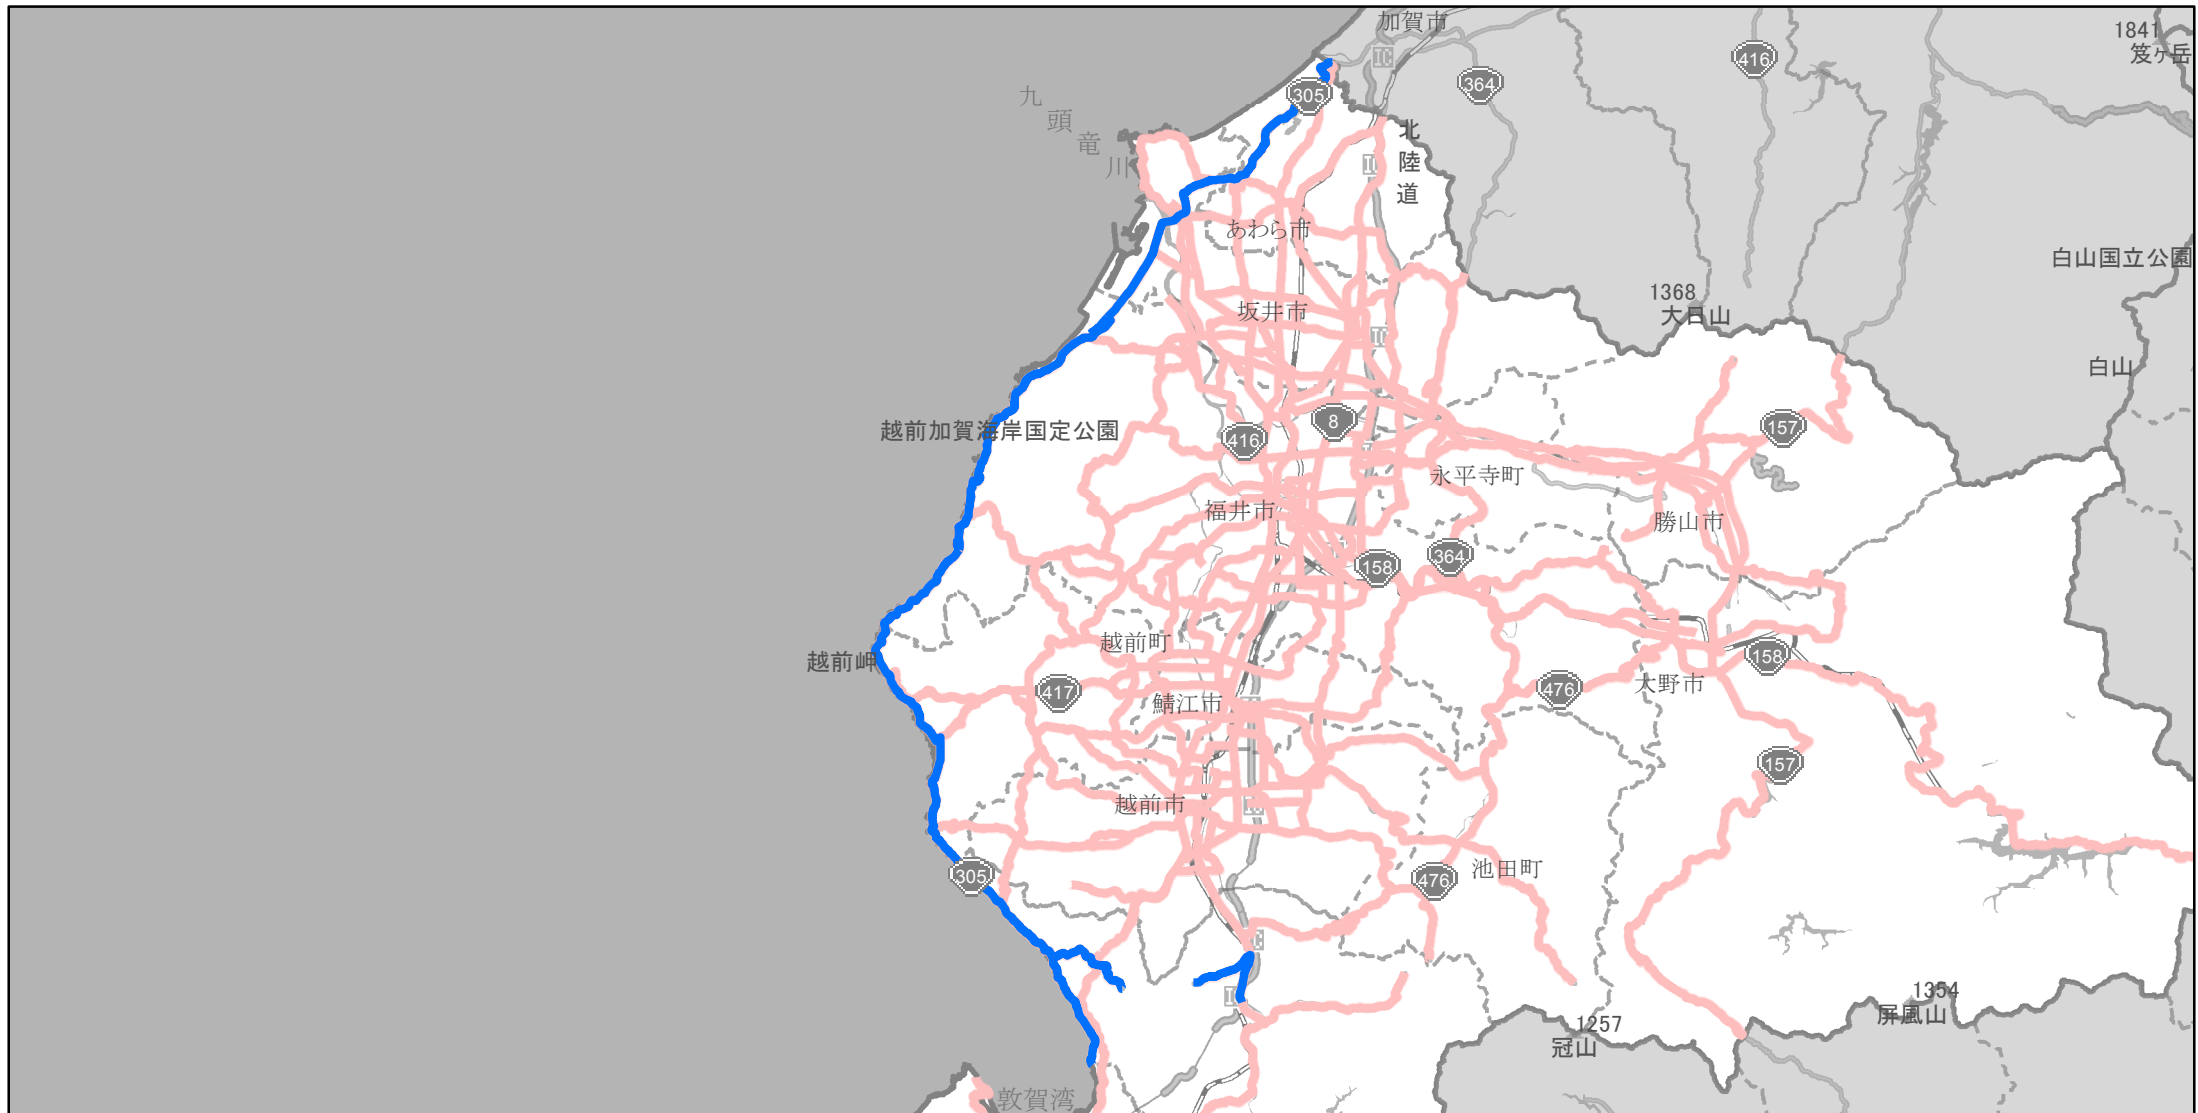 加賀市
1841
笈ヶ岳
416
364
305
九頭竜川
北陸道
IC
IC
あわら市
白山国立公園
1368
大日山
坂井市
IC
白山
越前加賀海岸国定公園
8
416
157
永平寺町
福井市
勝山市
364
158
越前町
越前岬
158
417
476
大野市
鯖江市
157
越前市
池田町
305
476
1354
屏風山
1257
冠山
敦賀湾